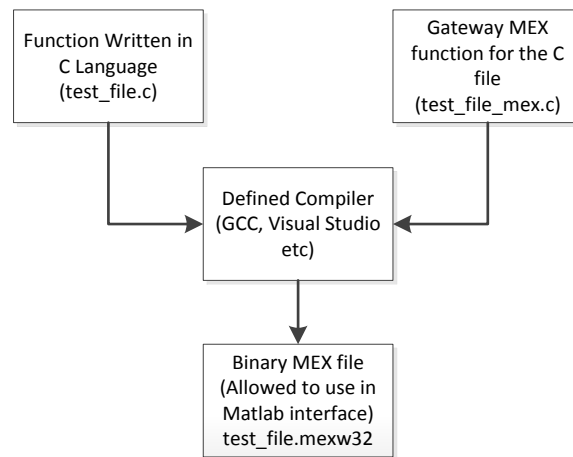 Function Written in
C Language
(test_file.c)
Gateway MEX
function for the C
file
(test_file_mex.c)
Defined Compiler
(GCC, Visual Studio
etc)
Binary MEX file
(Allowed to use in
Matlab interface)
test_file.mexw32